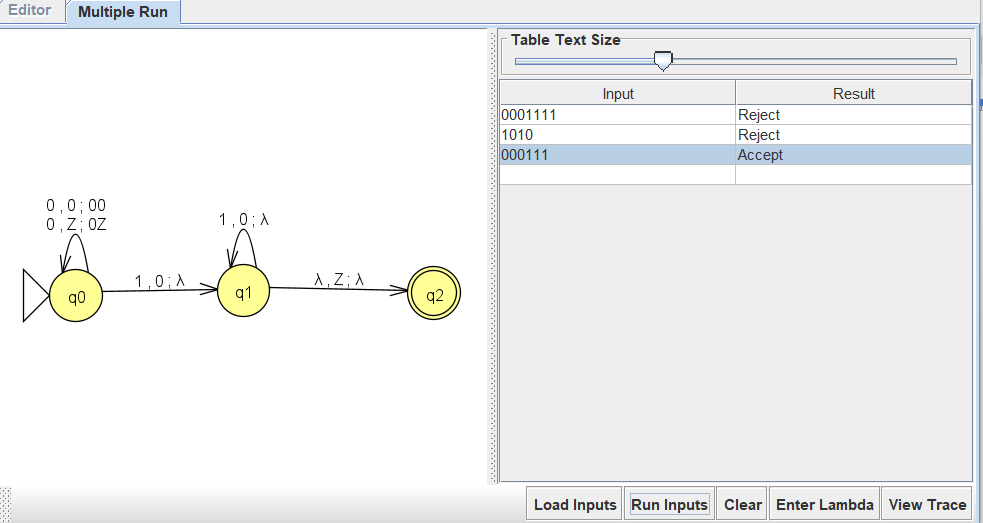 Editor
Multiple Run
Table Text Size
Input Result
0001111 Reject
1010 Reject
000111 Accept
0 , 0 ; 00
0 , Z ; 0Z
1 , 0 ; λ
1 , 0 ; λ
λ , Z ; λ
q0
q1
q2
Load Inputs Run Inputs Clear Enter Lambda View Trace